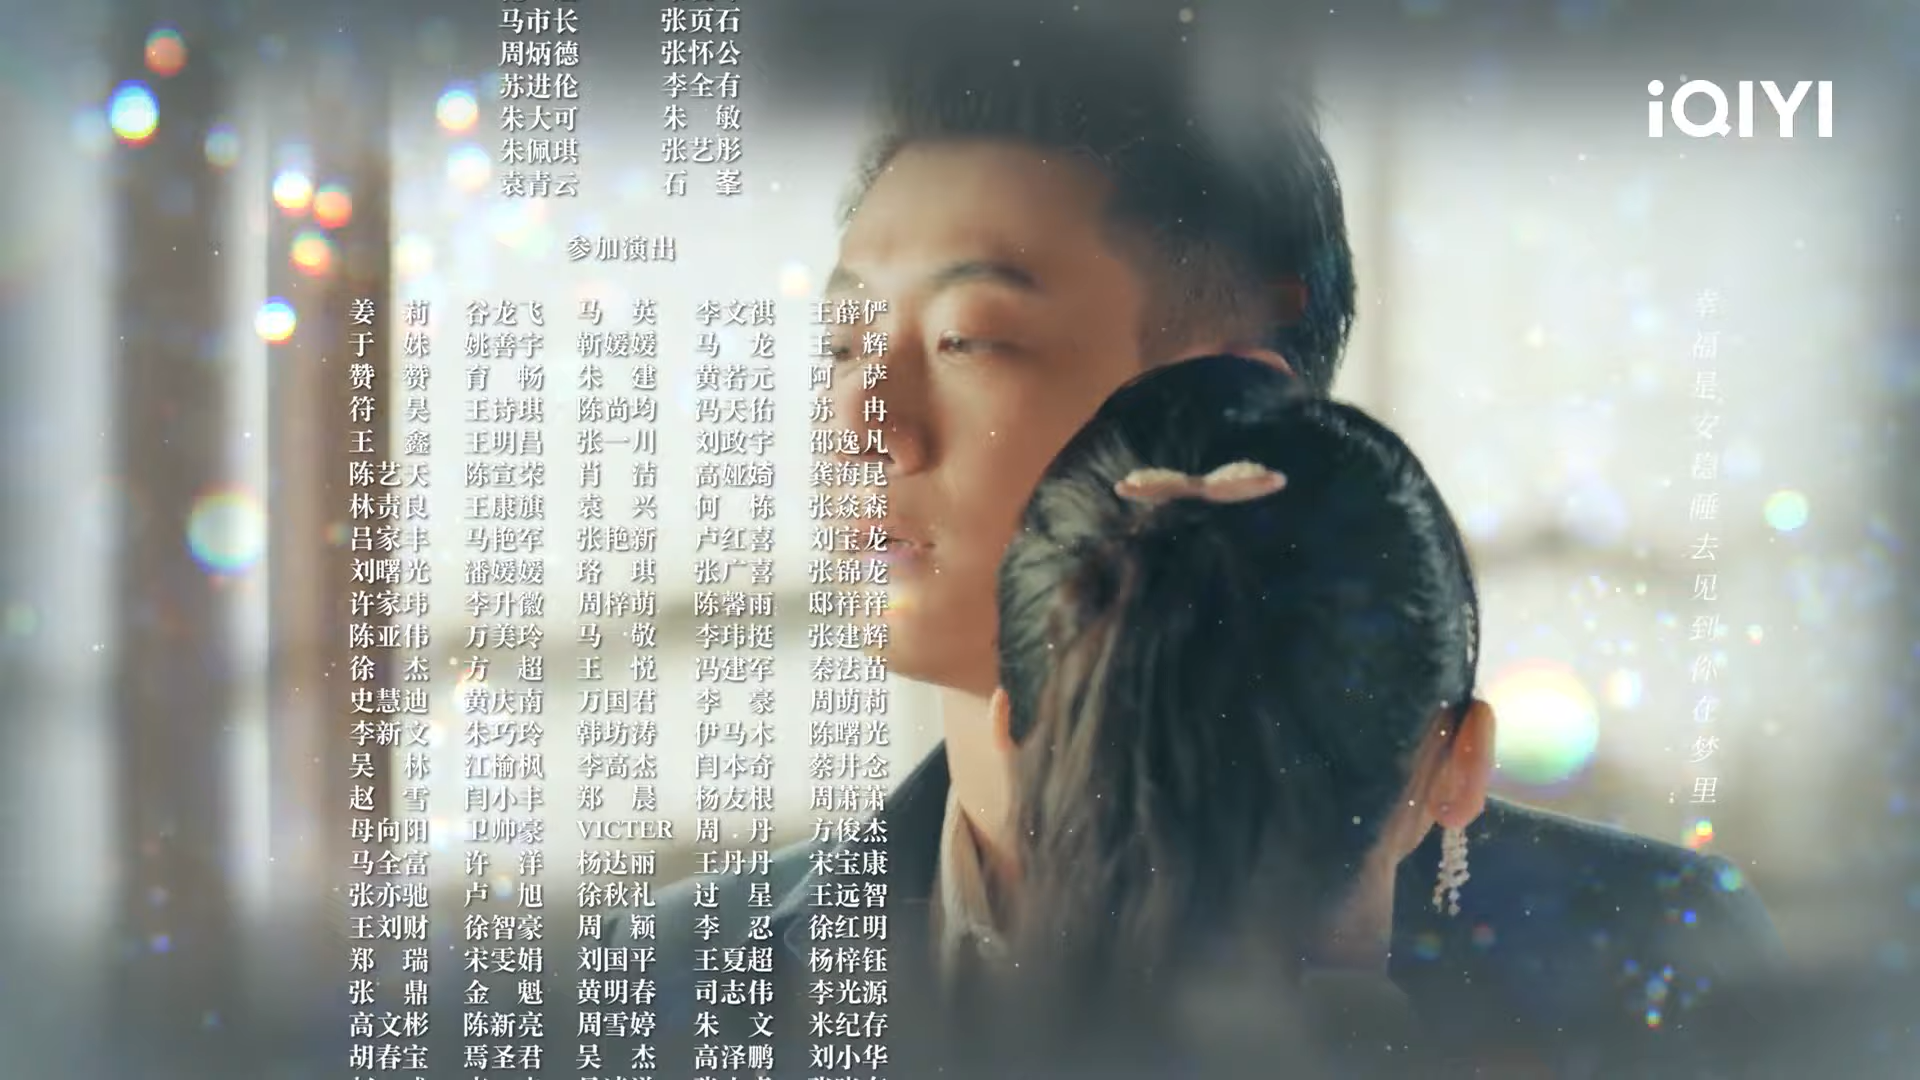 马市长 张页石
周炳德 张怀公
苏进伦 李全有
朱大可 朱 敏
朱佩琪 张艺彤
袁青云 石 峯
iQIYI
参加演出
姜 莉 谷龙飞 马 英 李文祺 王薛俨
于 姝 姚善宇 靳媛媛 马 龙 王 辉
赞 赞 育 畅 朱 建 黄若元 阿 萨
符 昊 王诗琪 陈尚均 冯天佑 苏 冉
王 鑫 王明昌 张一川 刘政宇 邵逸凡
陈艺天 陈宣荣 肖 洁 高娅婍 龚海昆
林责良 王康旗 袁 兴 何 栋 张焱森
吕家丰 马艳军 张艳新 卢红喜 刘宝龙
刘曙光 潘媛媛 珞 琪 张广喜 张锦龙
许家玮 李升徽 周梓萌 陈馨雨 邸祥祥
陈亚伟 万美玲 马 敬 李玮挺 张建辉
徐 杰 方 超 王 悦 冯建军 秦法苗
史慧迪 黄庆南 万国君 李 豪 周萌莉
李新文 朱巧玲 韩坊涛 伊马木 陈曙光
吴 林 江榆枫 李高杰 闫本奇 蔡井念
赵 雪 闫小丰 郑 晨 杨友根 周萧萧
母向阳 卫帅豪 VICTER 周 丹 方俊杰
马全富 许 洋 杨达丽 王丹丹 宋宝康
张亦驰 卢 旭 徐秋礼 过 星 王远智
王刘财 徐智豪 周 颖 李 忍 徐红明
郑 瑞 宋雯娟 刘国平 王夏超 杨梓钰
张 鼎 金 魁 黄明春 司志伟 李光源
高文彬 陈新亮 周雪婷 朱 文 米纪存
胡春宝 焉圣君 吴 杰 高泽鹏 刘小华
幸福是安稳睡去见到你在梦里